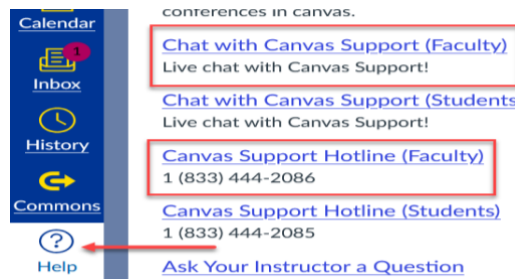 Calendar
1
Inbox
History
Commons
Help
conferences in canvas.
Chat with Canvas Support (Faculty)
Live chat with Canvas Support!
Chat with Canvas Support (Students
Live chat with Canvas Support!
Canvas Support Hotline (Faculty)
1 (833) 444-2086
Canvas Support Hotline (Students)
1 (833) 444-2085
Ask Your Instructor a Question